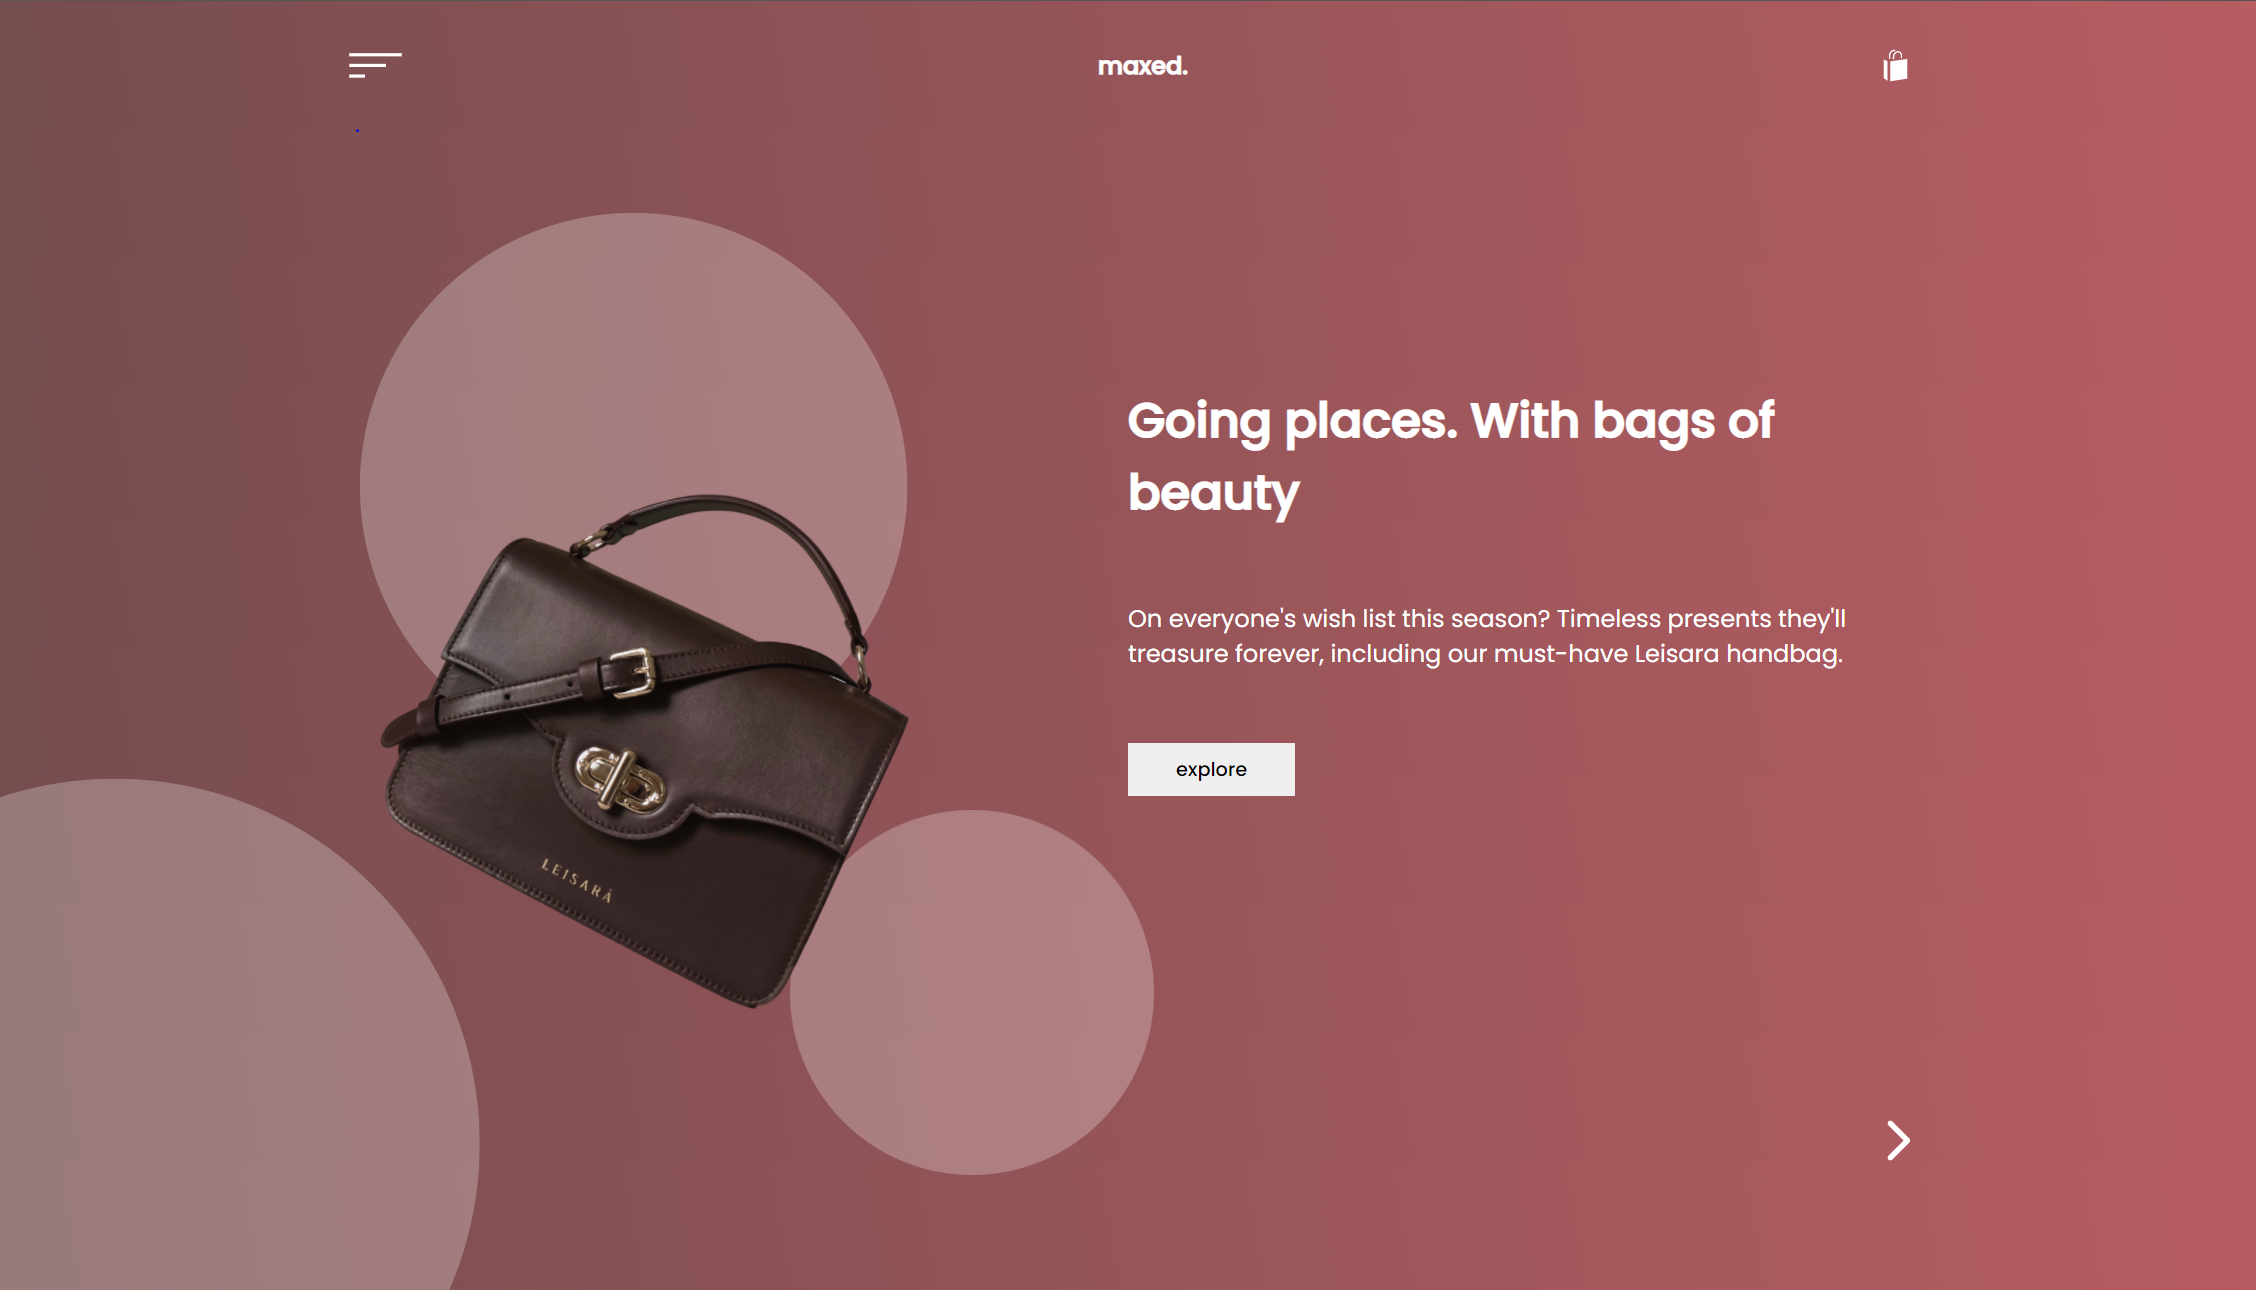 maxed.
Going places. With bags of
beauty
On everyone's wish list this season? Timeless presents they'll
treasure forever, including our must-have Leisara handbag.
explore
LEISARÀ